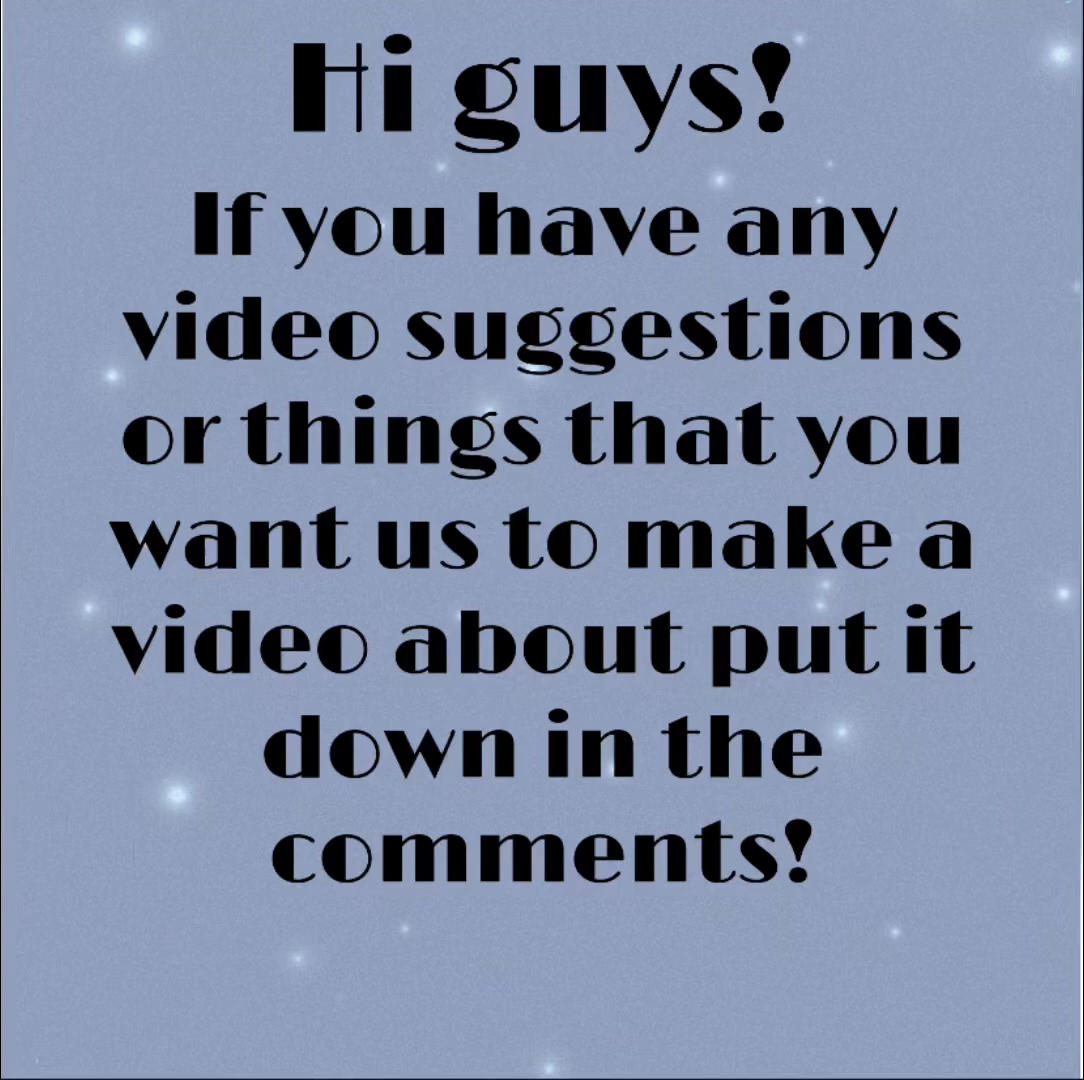 Hi guys!
If you have any
video suggestions
or things that you
want us to make a
video about put it
down in the
comments!